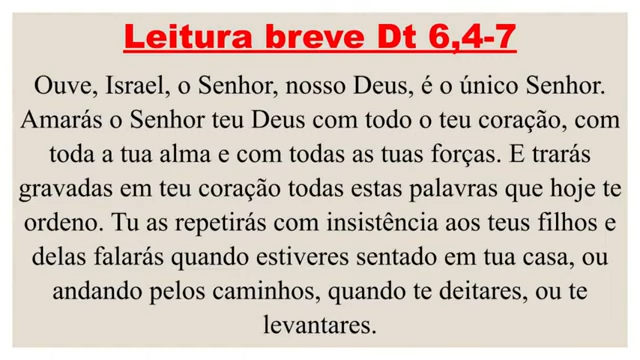 Leitura breve Dt 6,4-7
Ouve, Israel, o Senhor, nosso Deus, é o único Senhor.
Amarás o Senhor teu Deus com todo o teu coração, com
toda a tua alma e com todas as tuas forças. E trarás
gravadas em teu coração todas estas palavras que hoje te
ordeno. Tu as repetirás com insistência aos teus filhos e
delas falarás quando estiveres sentado em tua casa, ou
andando pelos caminhos, quando te deitares, ou te
levantares.